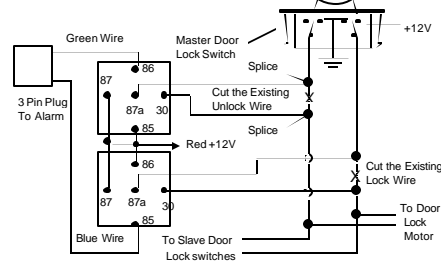 +12V
Green Wire
Master Door
Lock Switch
Splice
86
87
3 Pin Plug
To Alarm
87a
30
Cut the Existing
Unlock Wire
85
Splice
Red +12V
86
Cut the Existing
Lock Wire
87
87a
30
85
To Door
Lock
Motor
Blue Wire
To Slave Door
Lock switches